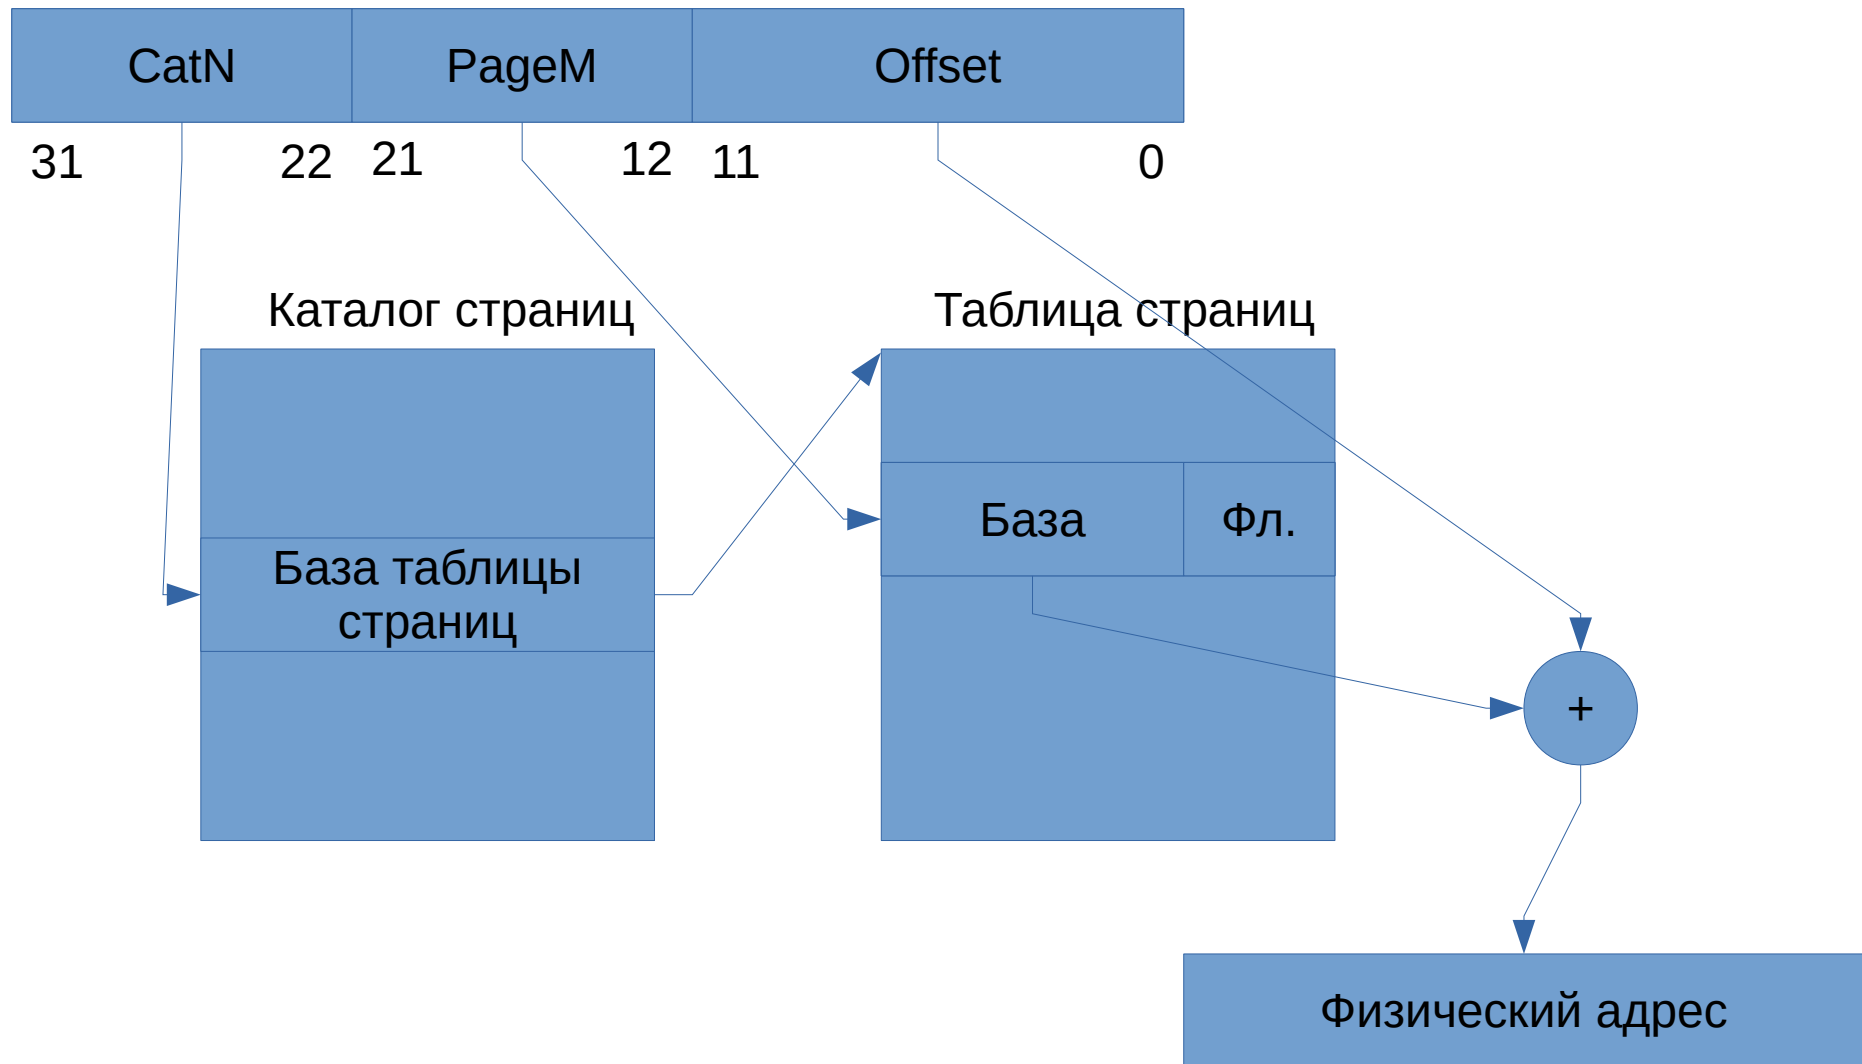 CatN PageM Offset
31 22 21 12 11 0
Каталог страниц Таблица страниц
База Фл.
База таблицы
страниц
+
Физический адрес